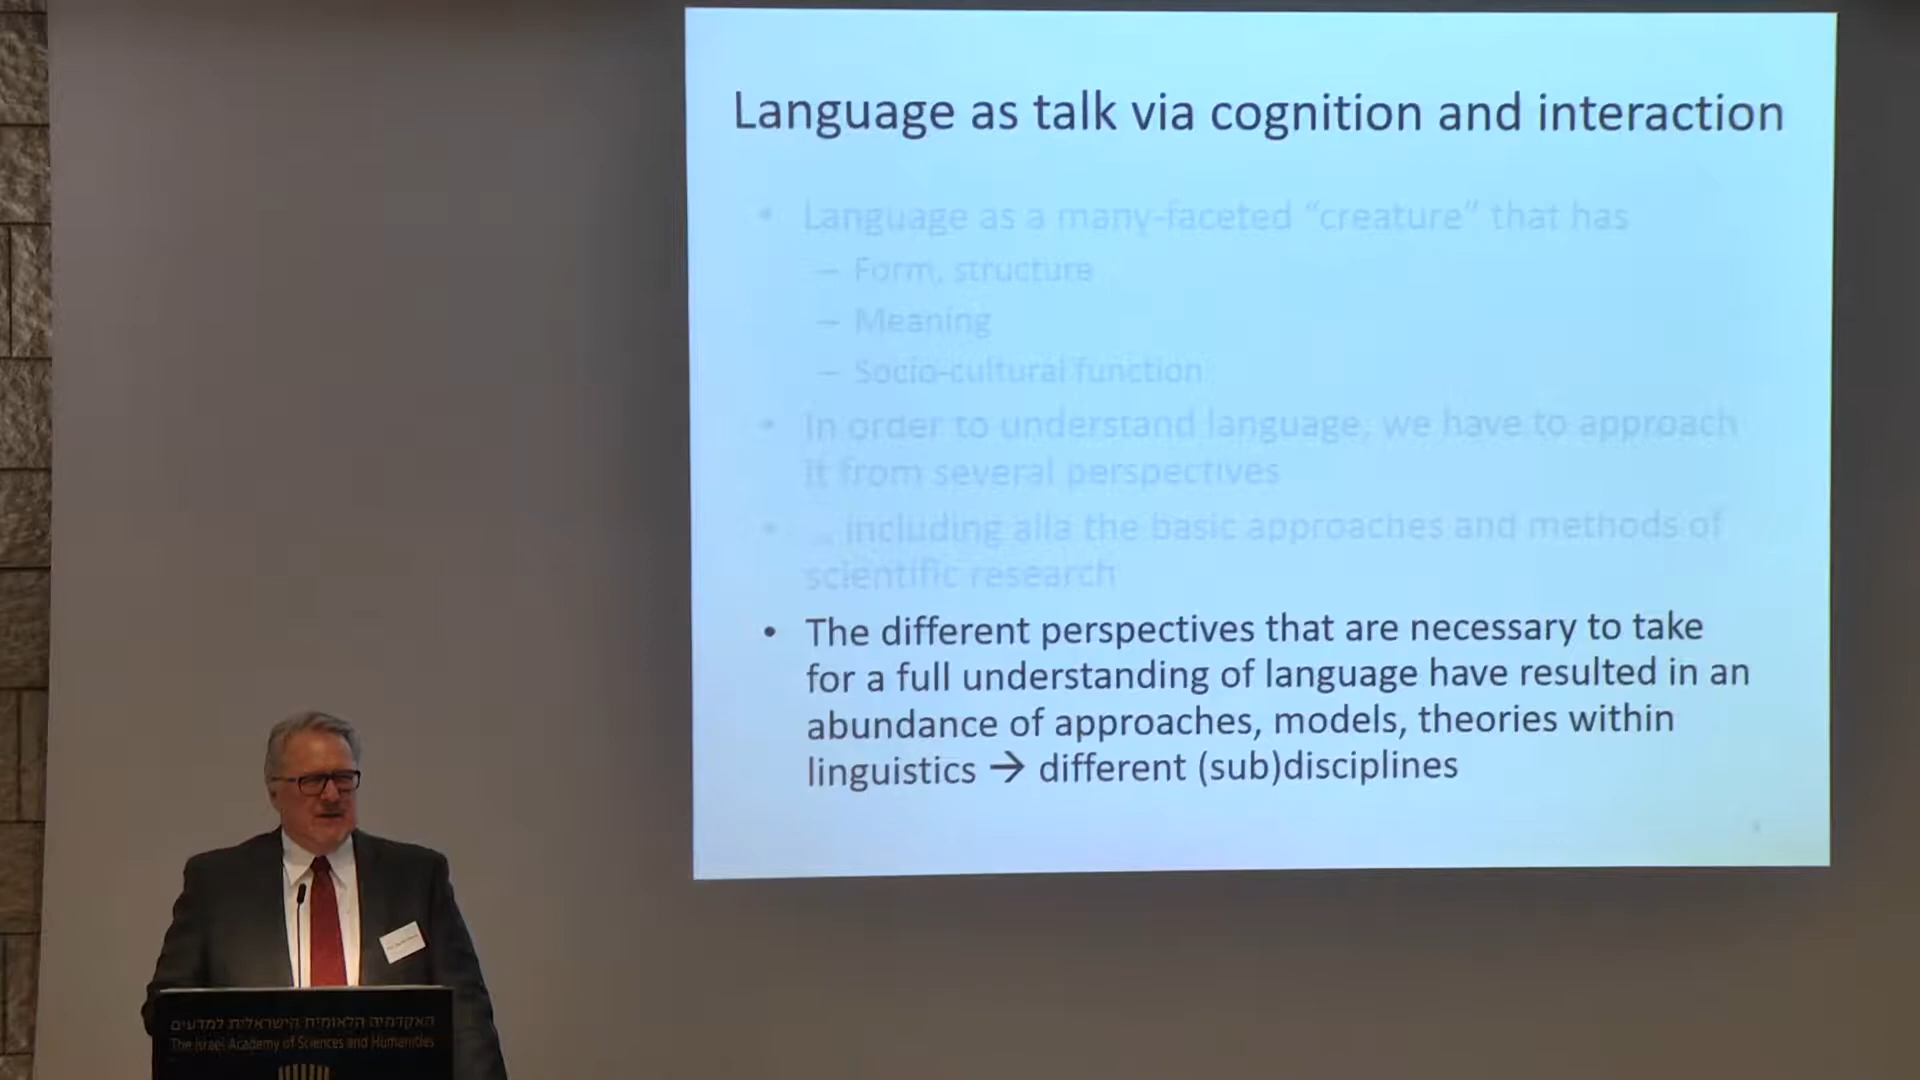 Language as talk via cognition and interaction
• Language as a many-faceted “creature” that has
– Form, structure
– Meaning
– Socio-cultural function
• In order to understand language, we have to approach
it from several perspectives
• ... including alla the basic approaches and methods of
scientific research
• The different perspectives that are necessary to take
for a full understanding of language have resulted in an
abundance of approaches, models, theories within
linguistics → different (sub)disciplines
האקדמיה הלאומית הישראלית למדעים
The Israel Academy of Sciences and Humanities